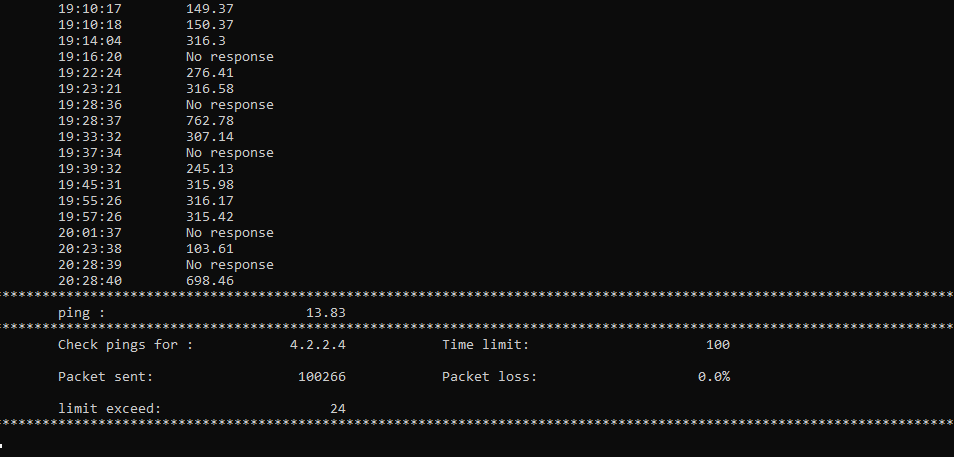 19:10:17 149.37
19:10:18 150.37
19:14:04 316.3
19:16:20 No response
19:22:24 276.41
19:23:21 316.58
19:28:36 No response
19:28:37 762.78
19:33:32 307.14
19:37:34 No response
19:39:32 245.13
19:45:31 315.98
19:55:26 316.17
19:57:26 315.42
20:01:37 No response
20:23:38 103.61
20:28:39 No response
20:28:40 698.46
************************************************************************************************************************
ping : 13.83
************************************************************************************************************************
Check pings for : 4.2.2.4 Time limit: 100
Packet sent: 100266 Packet loss: 0.0%
limit exceed: 24
************************************************************************************************************************